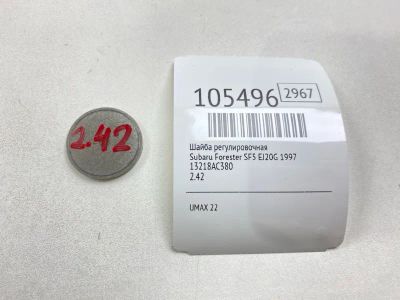 2.42
105496 2967
Шайба регулировочная
Subaru Forester SF5 EJ20G 1997
13218AC380
2.42
UMAX 22